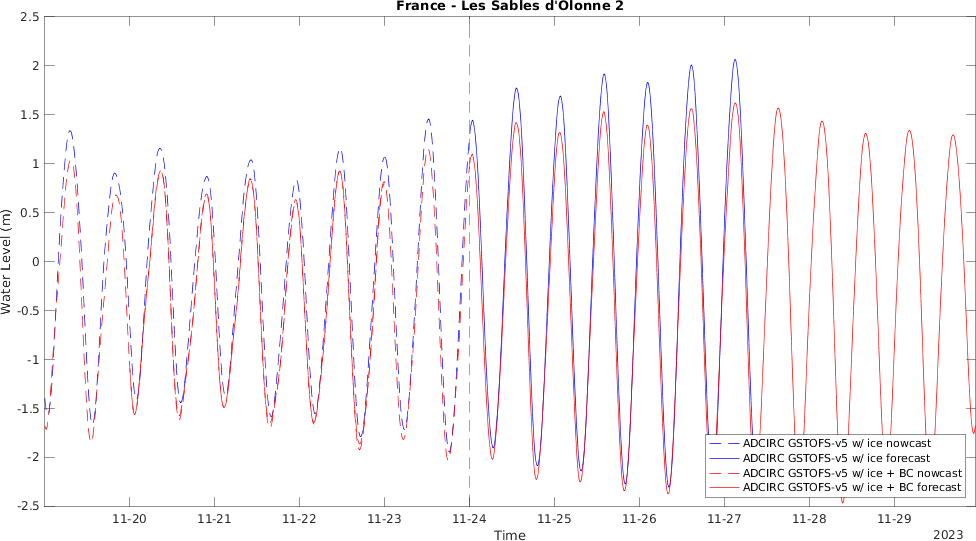 France - Les Sables d'Olonne 2
Water Level (m)
2.5
2
1.5
1
0.5
0
-0.5
-1
-1.5
-2
-2.5
11-20 11-21 11-22 11-23 11-24 11-25 11-26 11-27 11-28 11-29
Time
2023
ADCIRC GSTOFS-v5 w/ ice nowcast
ADCIRC GSTOFS-v5 w/ ice forecast
ADCIRC GSTOFS-v5 w/ ice + BC nowcast
ADCIRC GSTOFS-v5 w/ ice + BC forecast